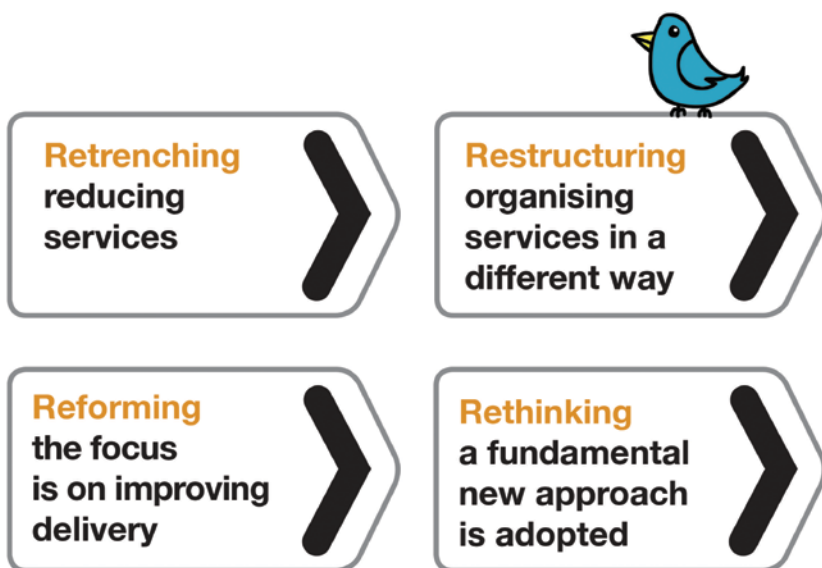 Retrenching
reducing
services
Restructuring
organising
services in a
different way
Reforming
the focus
is on improving
delivery
Rethinking
a fundamental
new approach
is adopted